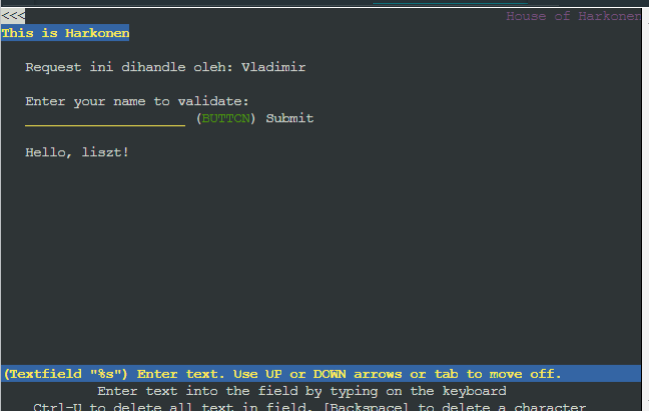 <<< House of Harkonen
This is Harkonen
Request ini dihandle oleh: Vladimir
Enter your name to validate:
____________________ (BUTTON) Submit
Hello, liszt!
(Textfield "%s") Enter text. Use UP or DOWN arrows or tab to move off.
Enter text into the field by typing on the keyboard
Ctrl-U to delete all text in field, [Backspace] to delete a character